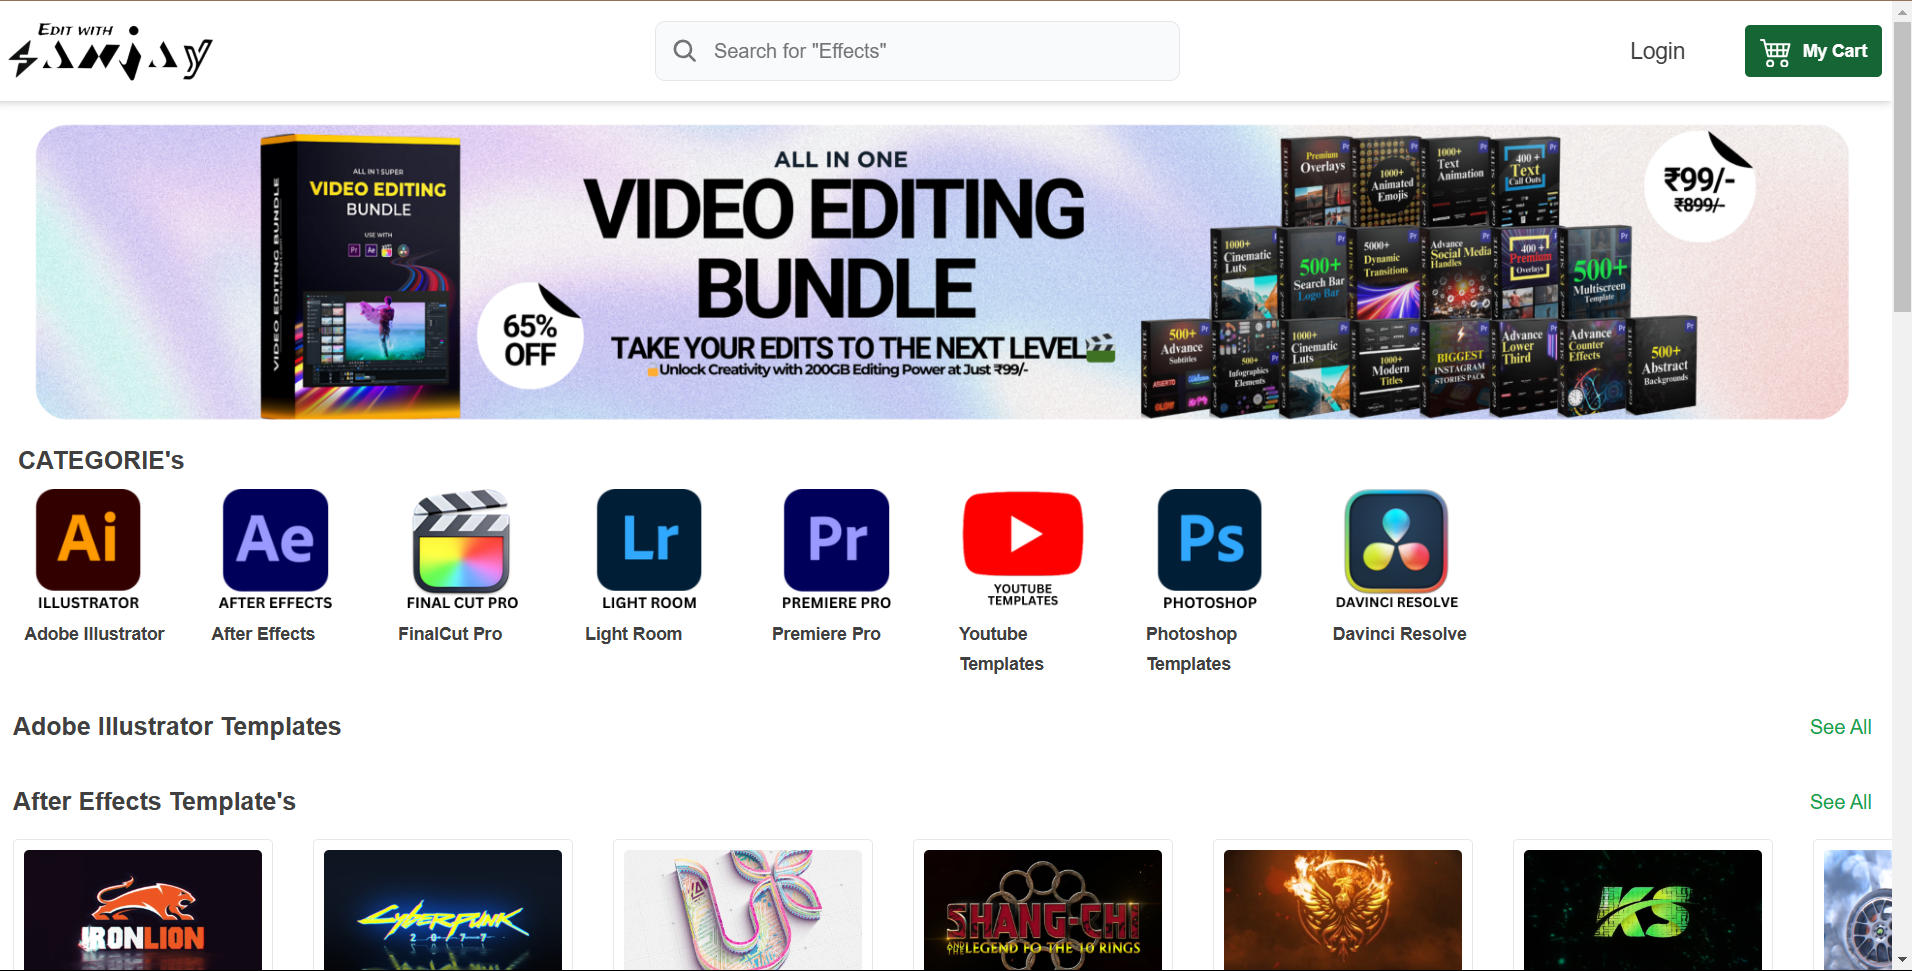 EDIT WITH
SANJAY
Search for "Effects"
Login
My Cart
VIDEO EDITING BUNDLE
ALL IN 1 SUPER
VIDEO EDITING
BUNDLE
USE WITH
Pr Ae
65%
OFF
ALL IN ONE
VIDEO EDITING
BUNDLE
TAKE YOUR EDITS TO THE NEXT LEVEL
Unlock Creativity with 200GB Editing Power at Just ₹99/-
Premium
Overlays
1000+
Animated
Emojis
1000+
Text
Animation
400 +
Text
Call Outs
1000+
Cinematic
Luts
500+
Search Bar
Logo Bar
5000+
Dynamic
Transitions
Advance
Social Media
Handles
400 +
Premium
Overlays
500+
Multiscreen
Template
500+
Advance
Subtitles
500+
Infographics
Elements
1000+
Cinematic
Luts
1000+
Modern
Titles
BIGGEST
INSTAGRAM
STORIES PACK
Advance
Lower
Third
Advance
Counter
Effects
500+
Abstract
Backgrounds
₹99/-
₹899/-
CATEGORIE's
Ai
ILLUSTRATOR
Adobe Illustrator
Ae
AFTER EFFECTS
After Effects
FINAL CUT PRO
FinalCut Pro
Lr
LIGHT ROOM
Light Room
Pr
PREMIERE PRO
Premiere Pro
YOUTUBE
TEMPLATES
Youtube
Templates
Ps
PHOTOSHOP
Photoshop
Templates
DAVINCI RESOLVE
Davinci Resolve
Adobe Illustrator Templates
See All
After Effects Template's
See All
IRONLION
CYBERPUNK
2077
SHANG-CHI
AND THE LEGEND FO THE 10 RINGS
KS